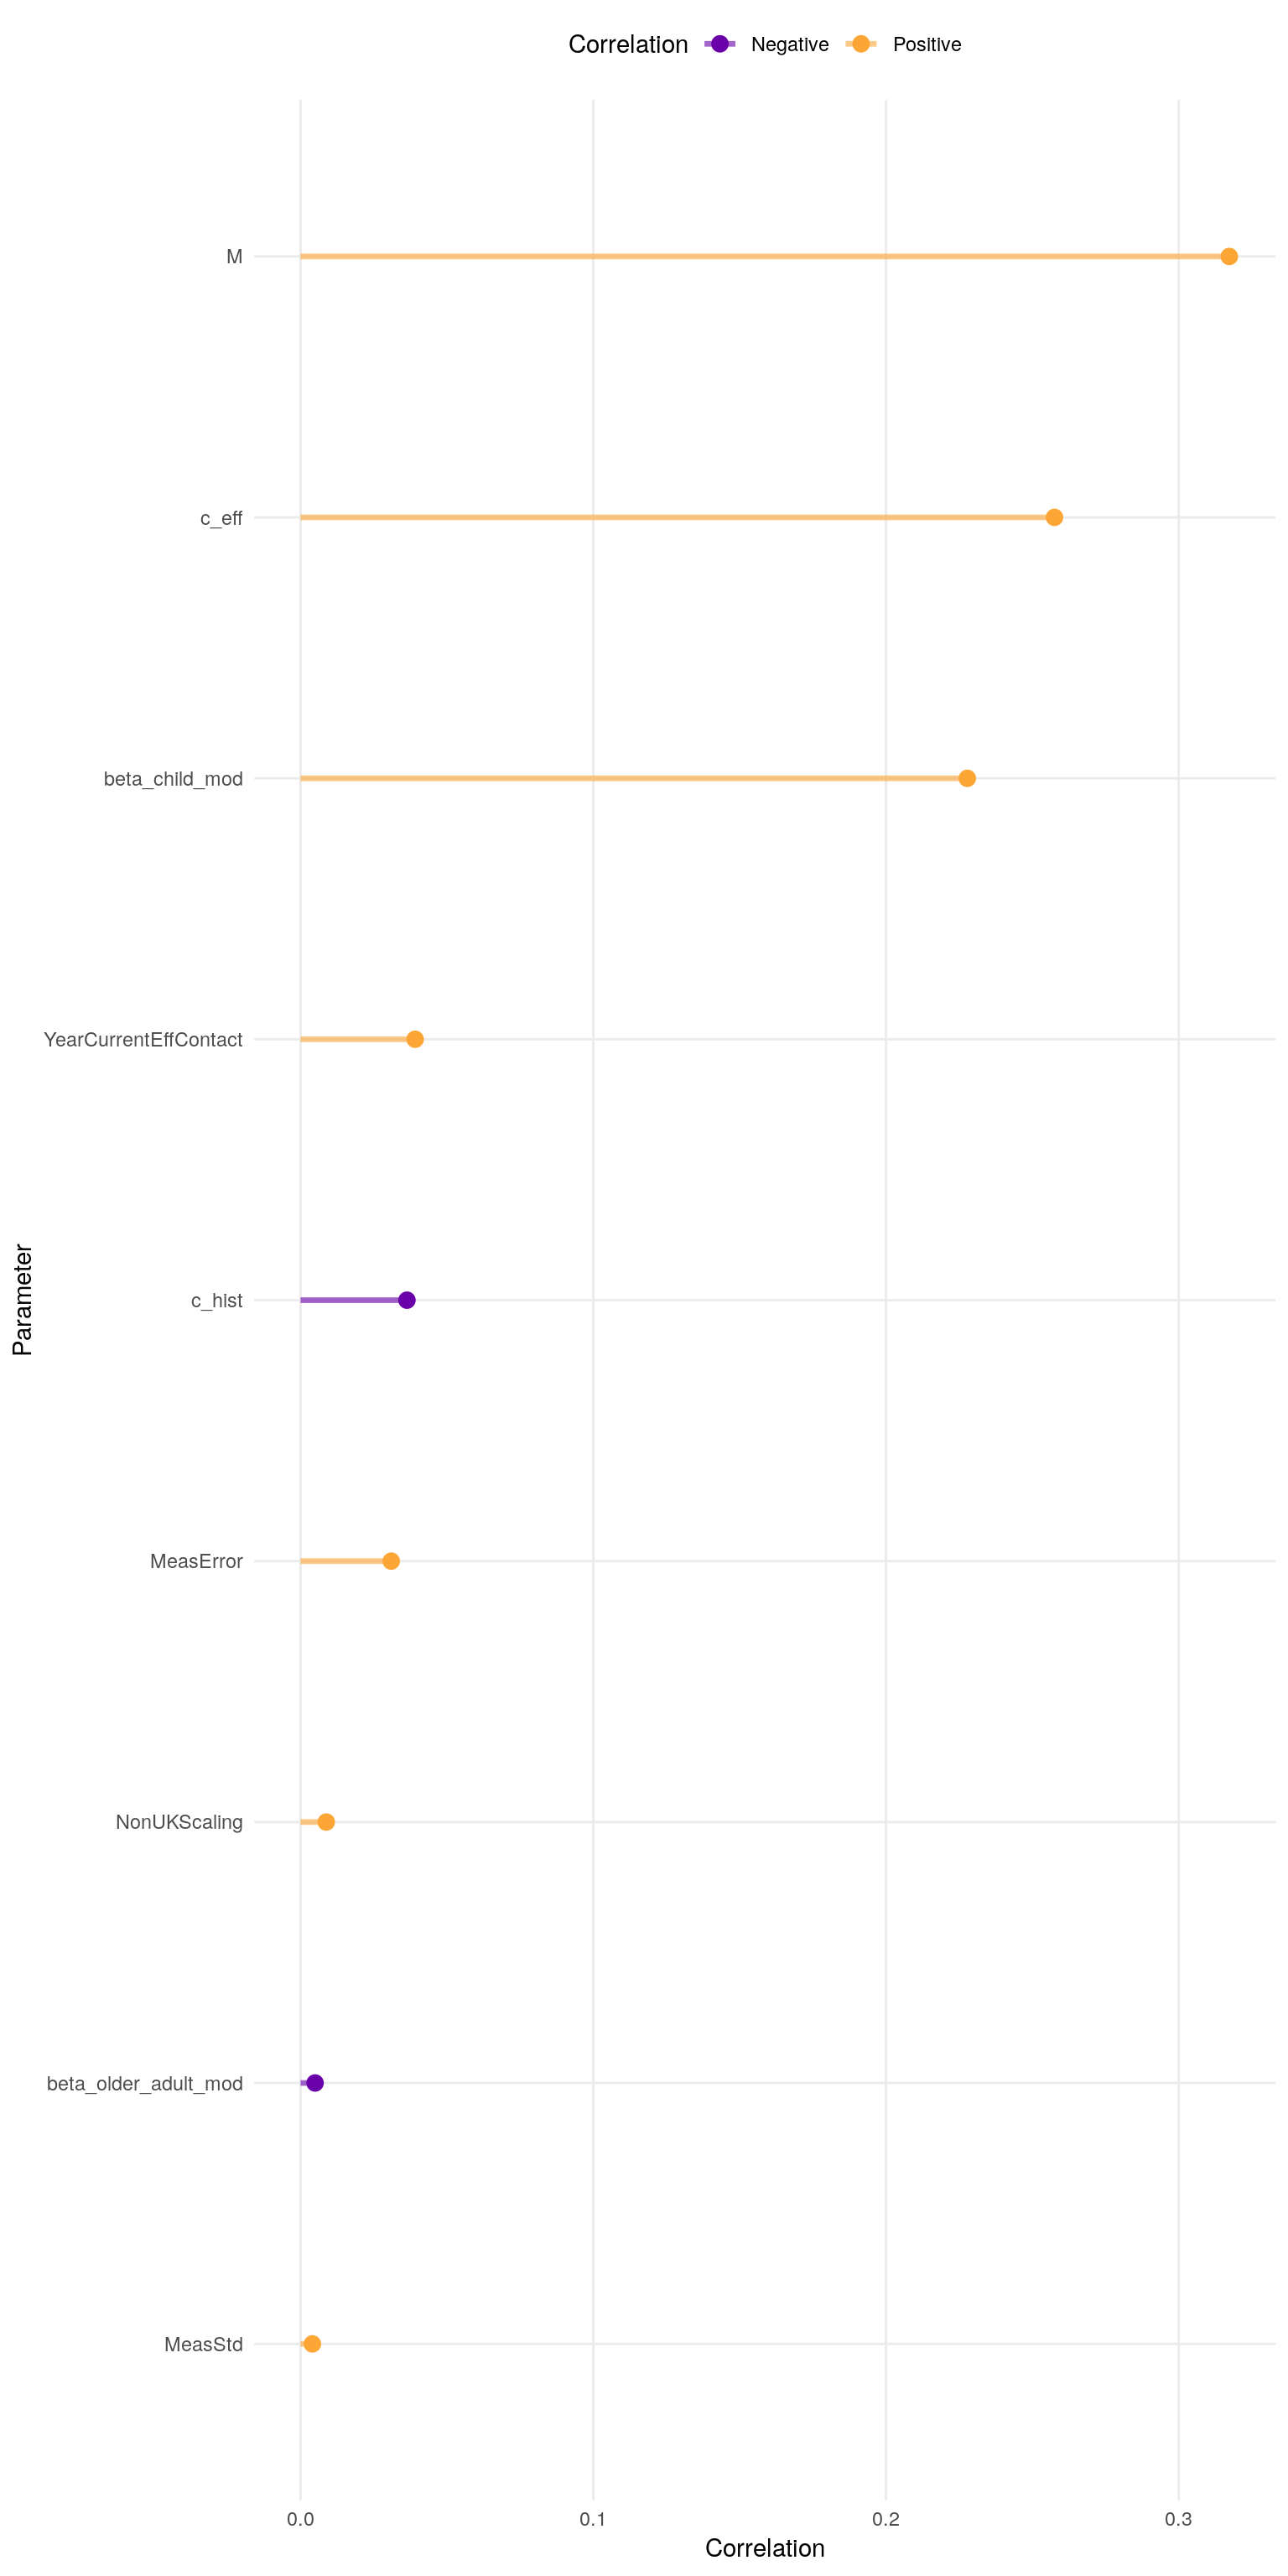 Correlation Negative Positive
M
c_eff
beta_child_mod
YearCurrentEffContact
c_hist
MeasError
NonUKScaling
beta_older_adult_mod
MeasStd
Parameter
0.0 0.1 0.2 0.3
Correlation